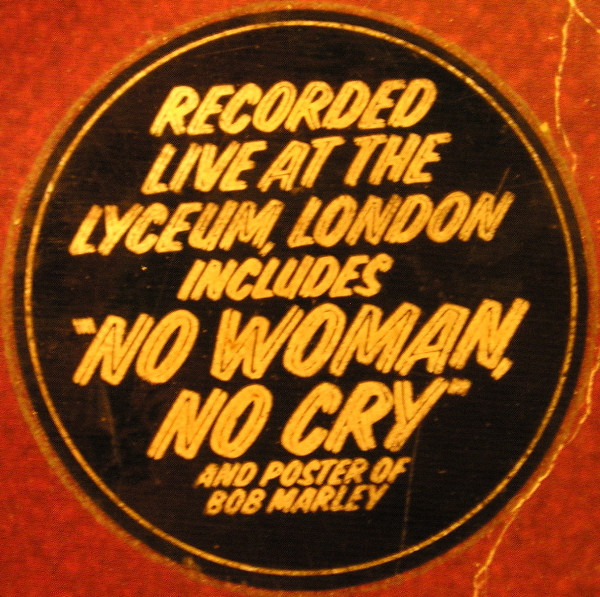 RECORDED
LIVE AT THE
LYCEUM, LONDON
INCLUDES
"NO WOMAN,
NO CRY"
AND POSTER OF
BOB MARLEY